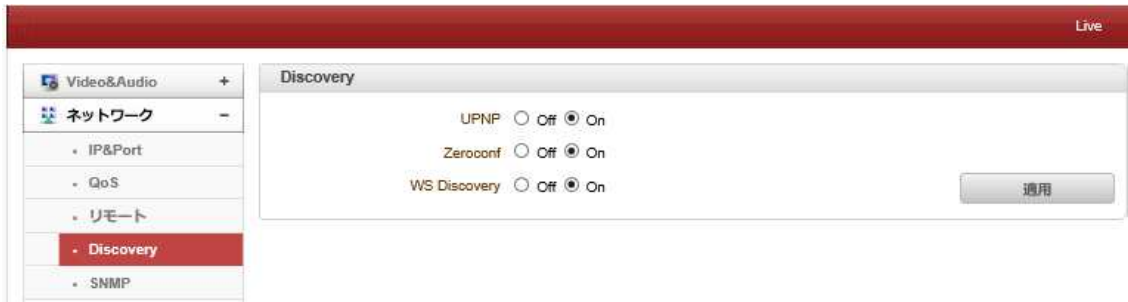 Live
Video&Audio +
ネットワーク -
· IP&Port
· QoS
· リモート
· Discovery
· SNMP
Discovery
UPNP Off On
Zeroconf Off On
WS Discovery Off On
適用